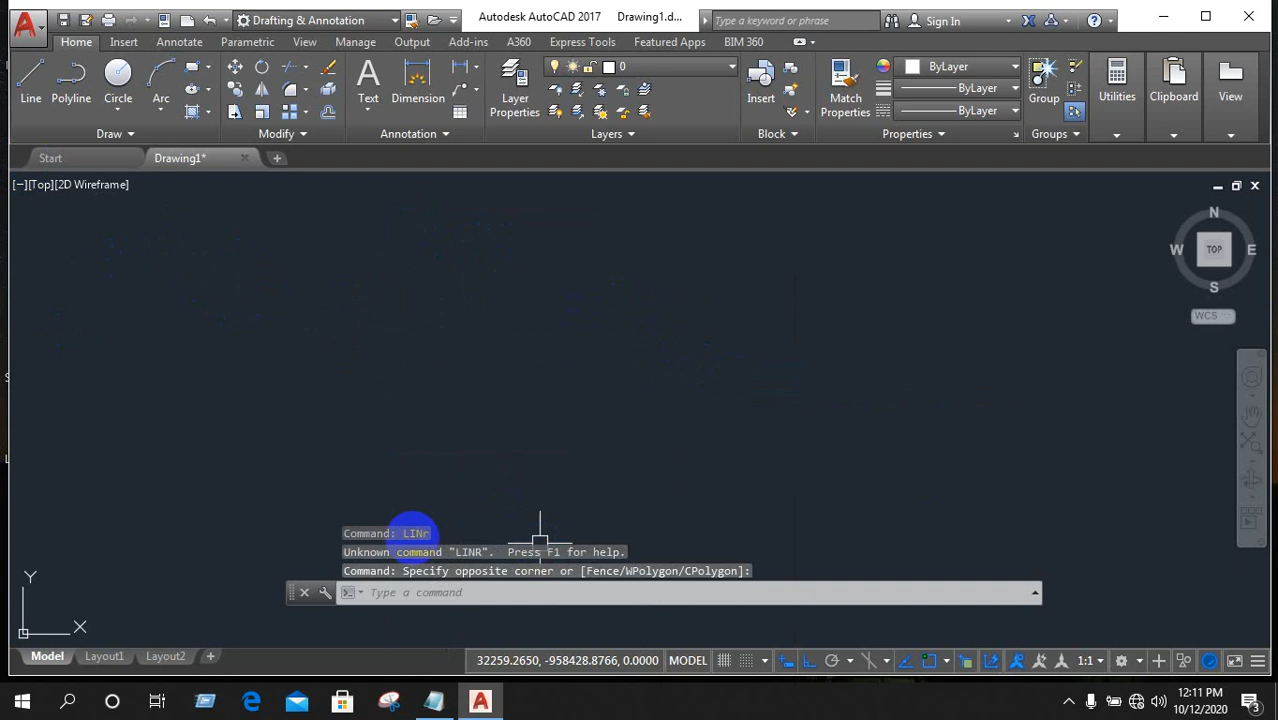 Drafting & Annotation
Autodesk AutoCAD 2017 Drawing1.d...
Type a keyword or phrase
Sign In
Home Insert Annotate Parametric View Manage Output Add-ins A360 Express Tools Featured Apps BIM 360
0
ByLayer
ByLayer
ByLayer
Line Polyline Circle Arc Text Dimension Layer Properties Insert Match Properties Group Utilities Clipboard View
Draw Modify Annotation Layers Block Properties Groups
Start Drawing1*
[−][Top][2D Wireframe]
N
W TOP E
S
WCS
Command: LINr
Unknown command "LINR". Press F1 for help.
Command: Specify opposite corner or [Fence/WPolygon/CPolygon]:
Type a command
Y
X
Model Layout1 Layout2 32259.2650, -958428.8766, 0.0000 MODEL 1:1
12:11 PM
10/12/2020
3